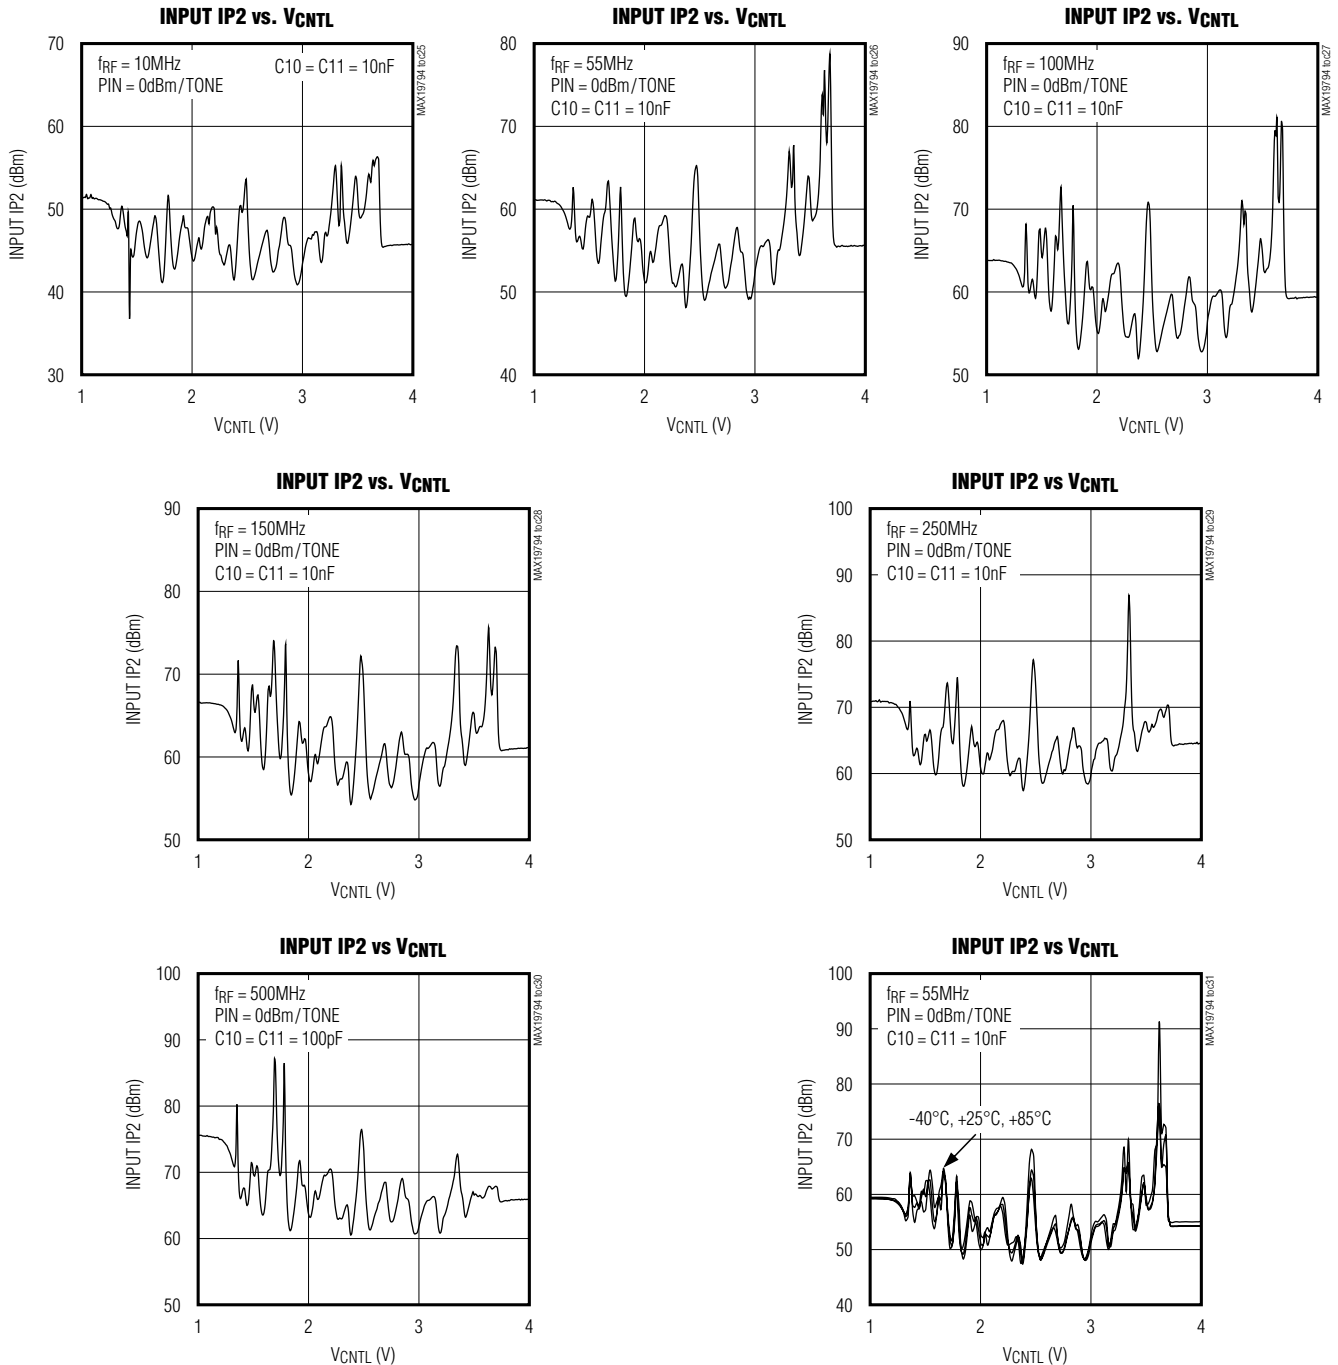 INPUT IP2 vs. VCNTL
70
60
50
40
30
INPUT IP2 (dBm)
fRF = 10MHz
PIN = 0dBm/TONE
C10 = C11 = 10nF
MAX19794 toc25
1 2 3 4
VCNTL (V)
INPUT IP2 vs. VCNTL
80
70
60
50
40
INPUT IP2 (dBm)
fRF = 55MHz
PIN = 0dBm/TONE
C10 = C11 = 10nF
MAX19794 toc26
1 2 3 4
VCNTL (V)
INPUT IP2 vs. VCNTL
90
80
70
60
50
INPUT IP2 (dBm)
fRF = 100MHz
PIN = 0dBm/TONE
C10 = C11 = 10nF
MAX19794 toc27
1 2 3 4
VCNTL (V)
INPUT IP2 vs. VCNTL
90
80
70
60
50
INPUT IP2 (dBm)
fRF = 150MHz
PIN = 0dBm/TONE
C10 = C11 = 10nF
MAX19794 toc28
1 2 3 4
VCNTL (V)
INPUT IP2 vs VCNTL
100
90
80
70
60
50
INPUT IP2 (dBm)
fRF = 250MHz
PIN = 0dBm/TONE
C10 = C11 = 10nF
MAX19794 toc29
1 2 3 4
VCNTL (V)
INPUT IP2 vs VCNTL
100
90
80
70
60
50
INPUT IP2 (dBm)
fRF = 500MHz
PIN = 0dBm/TONE
C10 = C11 = 100pF
MAX19794 toc30
1 2 3 4
VCNTL (V)
INPUT IP2 vs VCNTL
100
90
80
70
60
50
40
INPUT IP2 (dBm)
fRF = 55MHz
PIN = 0dBm/TONE
C10 = C11 = 10nF
-40°C, +25°C, +85°C
MAX19794 toc31
1 2 3 4
VCNTL (V)